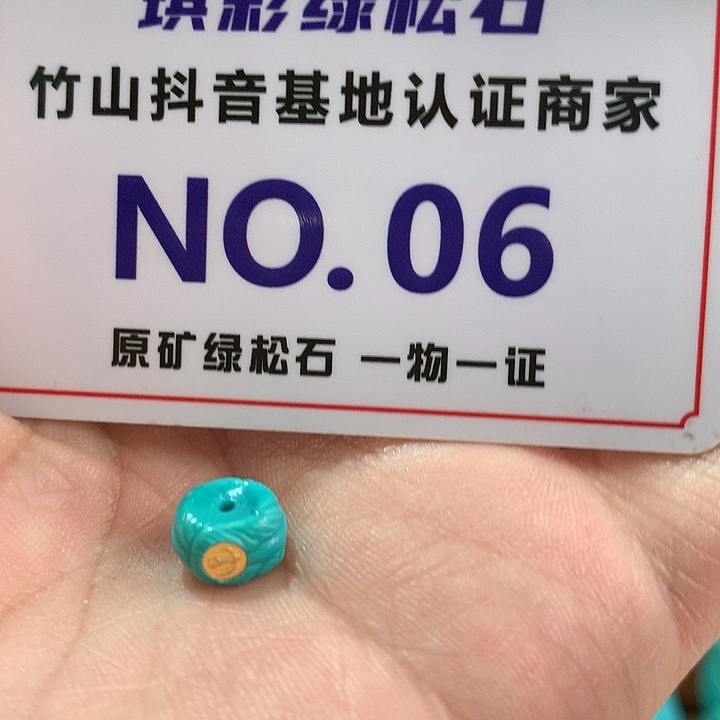 琪彩绿松石
竹山抖音基地认证商家
NO.06
原矿绿松石 一物一证